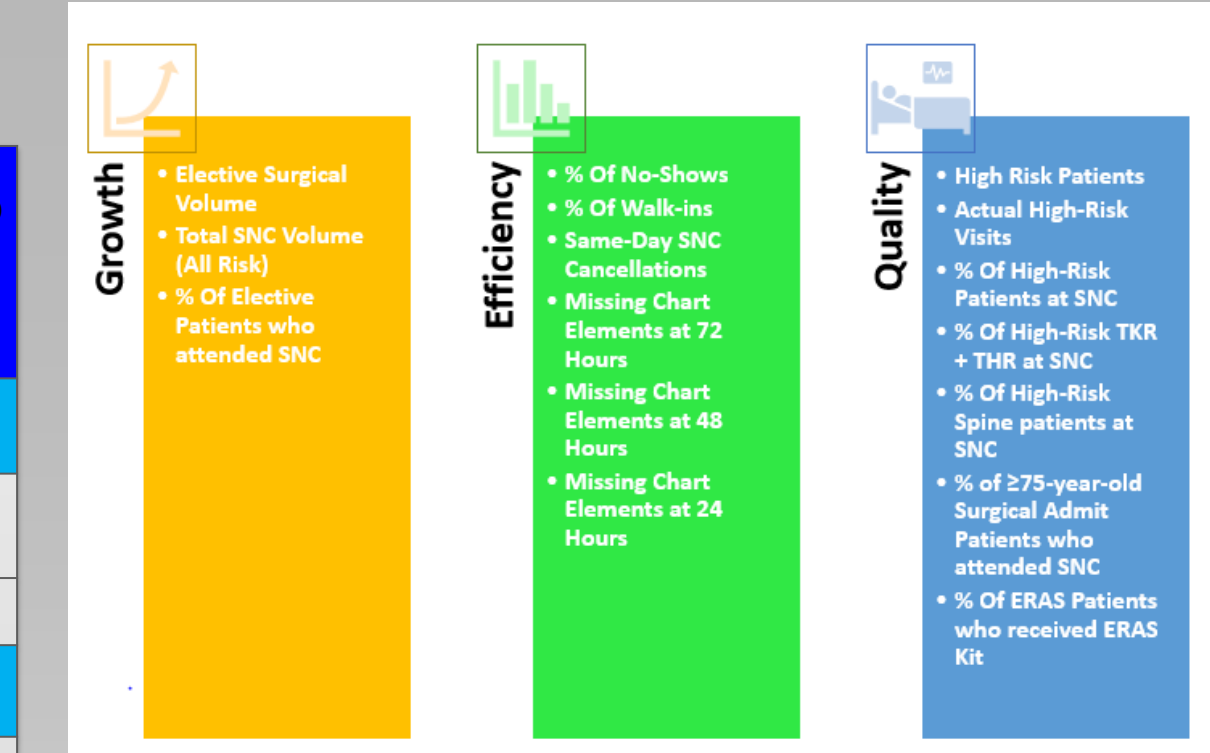 Growth
• Elective Surgical
Volume
• Total SNC Volume
(All Risk)
• % Of Elective
Patients who
attended SNC
Efficiency
• % Of No-Shows
• % Of Walk-ins
• Same-Day SNC
Cancellations
• Missing Chart
Elements at 72
Hours
• Missing Chart
Elements at 48
Hours
• Missing Chart
Elements at 24
Hours
Quality
• High Risk Patients
• Actual High-Risk
Visits
• % Of High-Risk
Patients at SNC
• % Of High-Risk TKR
+ THR at SNC
• % Of High-Risk
Spine patients at
SNC
• % of ≥75-year-old
Surgical Admit
Patients who
attended SNC
• % Of ERAS Patients
who received ERAS
Kit